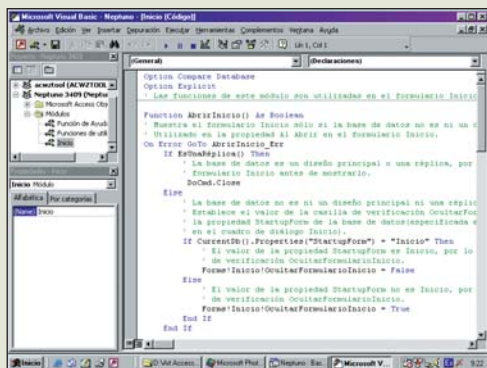 Microsoft Visual Basic - Neptuno - [Inicio (Código)]
Archivo Edición Ver Insertar Depuración Ejecutar Herramientas Complementos Ventana Ayuda
Lín 1, Col 1
acwztool (ACWZTOOL
Neptuno 3409 (Neptu
Microsoft Access Obj
Módulos
Función de Ayud
Funciones de utili
Inicio
Inicio Módulo
Alfabética Por categorías
(Name) Inicio
(General) (Declaraciones)
Option Compare Database
Option Explicit
' Las funciones de este módulo son utilizadas en el formulario Inicio
Function AbrirInicio() As Boolean
' Muestra el formulario Inicio sólo si la base de datos no es ni un d
' Utilizado en la propiedad Al Abrir en el formulario Inicio.
On Error GoTo AbrirInicio_Err
If EsUnaRéplica() Then
' La base de datos es un diseño principal o una réplica, por
' formulario Inicio antes de mostrarlo.
DoCmd.Close
Else
' La base de datos no es ni un diseño principal ni una réplic
' Establece el valor de la casilla de verificación OcultarFor
' la propiedad StartupForm de la base de datos(especificada e
' en el cuadro de diálogo Inicio).
If CurrentDb().Properties("StartupForm") = "Inicio" Then
' El valor de la propiedad StartupForm es Inicio, por lo
' de verificación OcultarFormularioInicio.
Forms!Inicio!OcultarFormularioInicio = False
Else
' El valor de la propiedad StartupForm no es Inicio, por
' de verificación OcultarFormularioInicio.
Forms!Inicio!OcultarFormularioInicio = True
End If
End If
Inicio D:\Art Access... Microsoft Phot... Neptuno : Bas... Microsoft V... 9:22